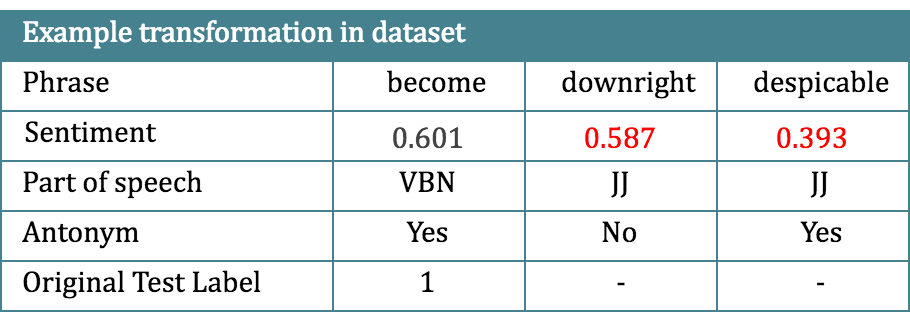 Example transformation in dataset
Phrase become downright despicable
Sentiment 0.601 0.587 0.393
Part of speech VBN JJ JJ
Antonym Yes No Yes
Original Test Label 1 - -